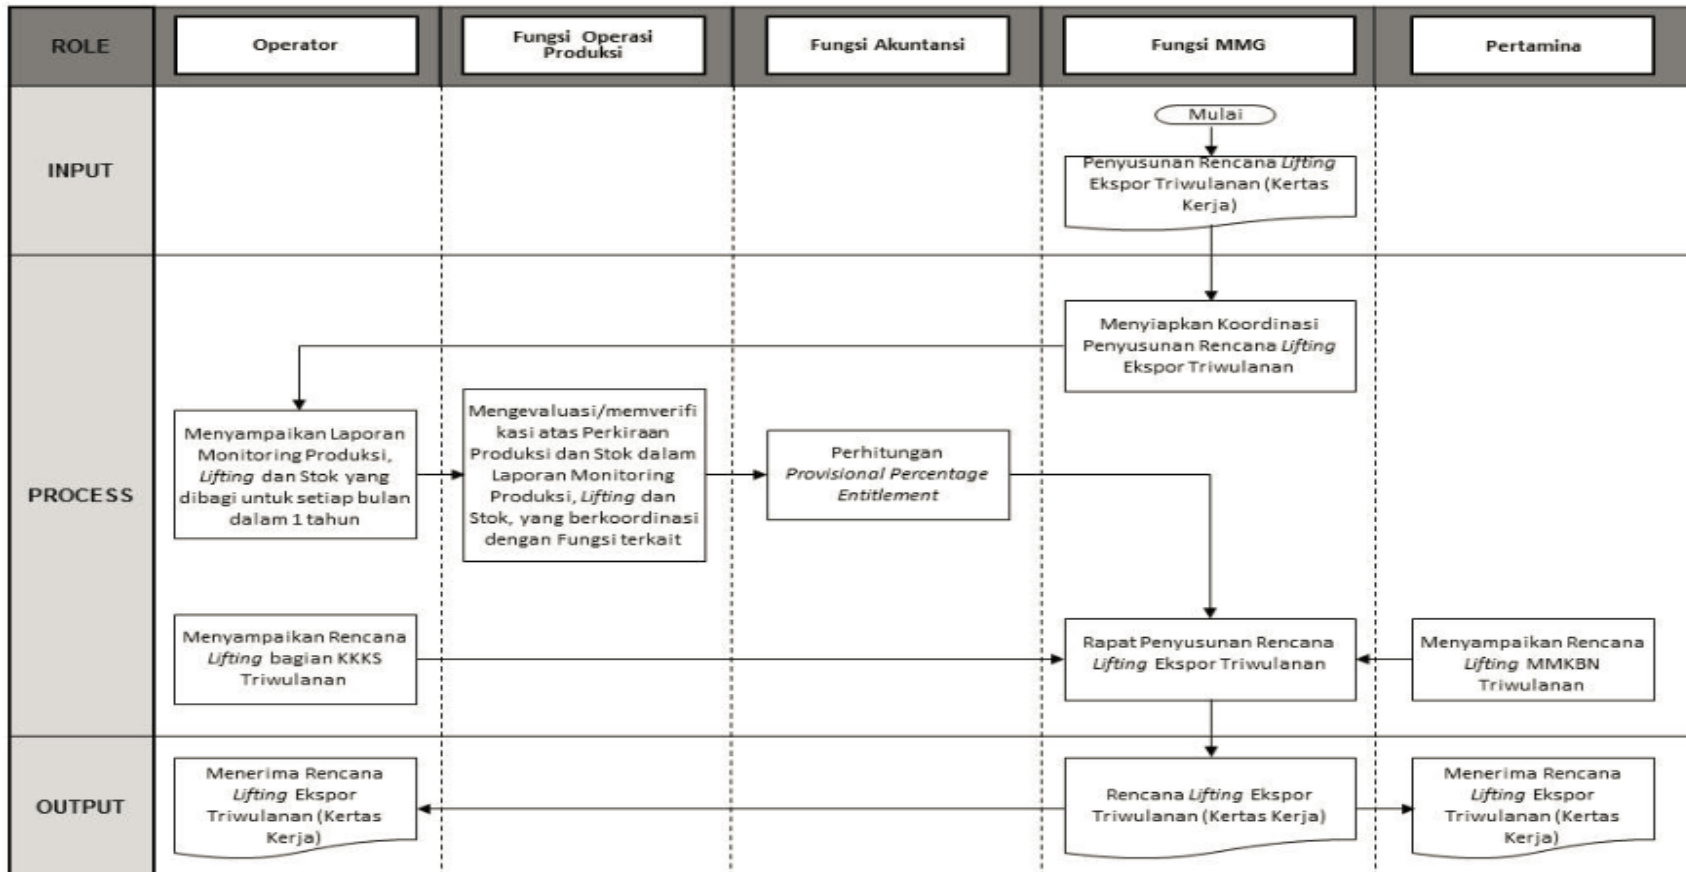 ROLE
Operator
Fungsi Operasi
Produksi
Fungsi Akuntansi
Fungsi MMG
Pertamina
INPUT
Mulai
Penyusunan Rencana Lifting
Ekspor Triwulanan (Kertas
Kerja)
PROCESS
Menyiapkan Koordinasi
Penyusunan Rencana Lifting
Ekspor Triwulanan
Menyampaikan Laporan
Monitoring Produksi,
Lifting dan Stok yang
dibagi untuk setiap bulan
dalam 1 tahun
Mengevaluasi/memverifi
kasi atas Perkiraan
Produksi dan Stok dalam
Laporan Monitoring
Produksi, Lifting dan
Stok, yang berkoordinasi
dengan Fungsi terkait
Perhitungan
Provisional Percentage
Entitlement
Menyampaikan Rencana
Lifting bagian KKKS
Triwulanan
Rapat Penyusunan Rencana
Lifting Ekspor Triwulanan
Menyampaikan Rencana
Lifting MMKBN
Triwulanan
OUTPUT
Menerima Rencana
Lifting Ekspor
Triwulanan (Kertas
Kerja)
Rencana Lifting Ekspor
Triwulanan (Kertas Kerja)
Menerima Rencana
Lifting Ekspor
Triwulanan (Kertas
Kerja)